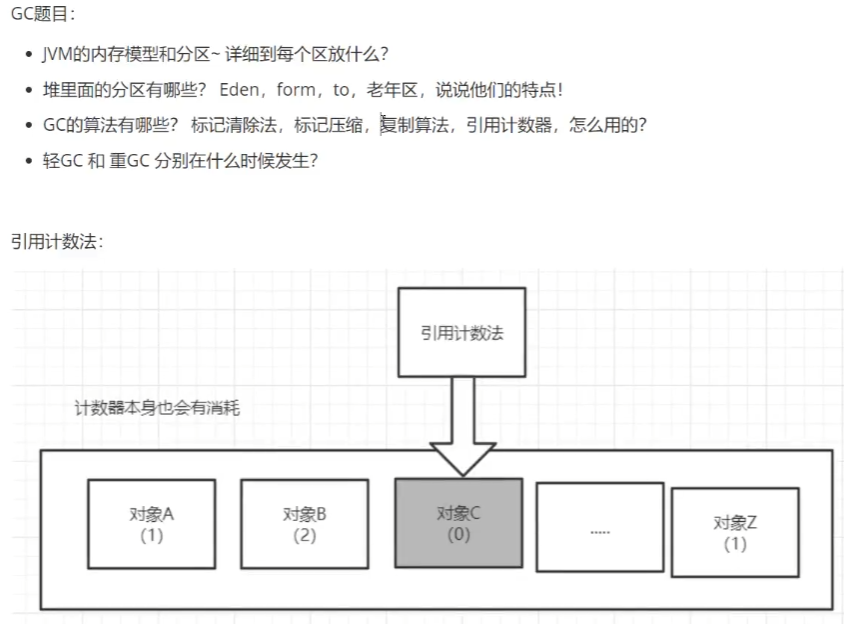 GC题目：
JVM的内存模型和分区~ 详细到每个区放什么？
堆里面的分区有哪些？ Eden，form，to，老年区，说说他们的特点！
GC的算法有哪些？ 标记清除法，标记压缩，复制算法，引用计数器，怎么用的？
轻GC 和 重GC 分别在什么时候发生？
引用计数法：
引用计数法
计数器本身也会有消耗
对象A
(1)
对象B
(2)
对象C
(0)
.....
对象Z
(1)